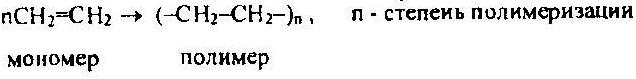 nCH₂=CH₂ → (–CH₂–CH₂–)ₙ, n - степень полимеризации
мономер полимер